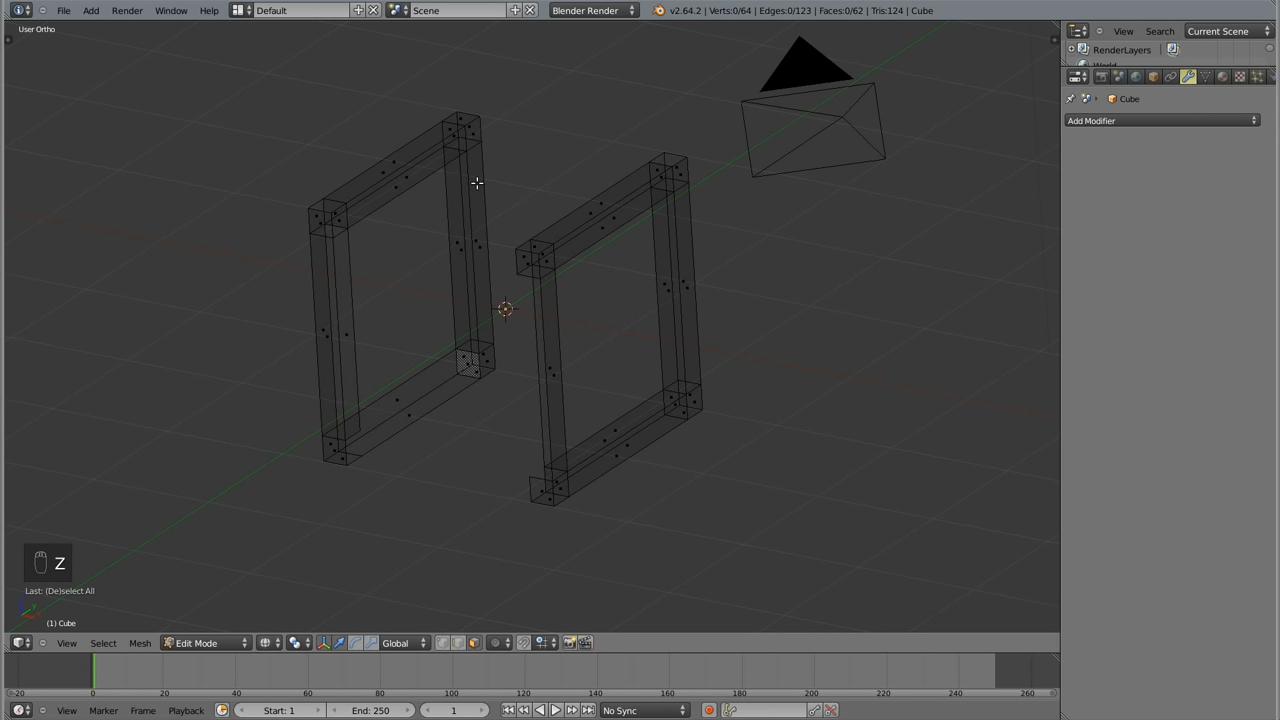 File Add Render Window Help Default Scene Blender Render v2.64.2 | Verts:0/64 | Edges:0/123 | Faces:0/62 | Tris:124 | Cube
View Search Current Scene
RenderLayers
World
User Ortho
Cube
Add Modifier
Z
Last: (De)select All
(1) Cube
View Select Mesh Edit Mode Global
-20 0 20 40 60 80 100 120 140 160 180 200 220 240 260
View Marker Frame Playback Start: 1 End: 250 1 No Sync